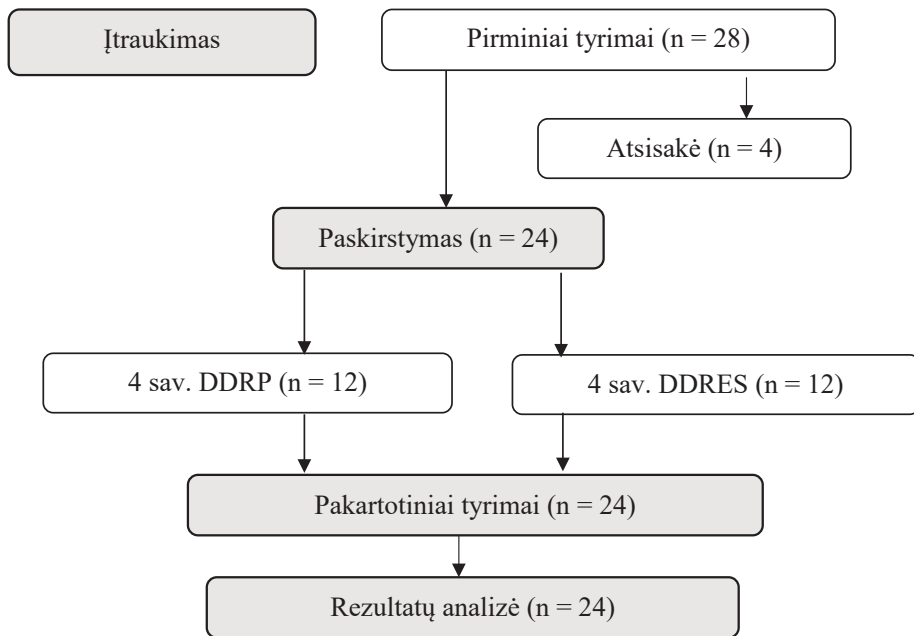 Įtraukimas
Pirminiai tyrimai (n = 28)
Atsisakė (n = 4)
Paskirstymas (n = 24)
4 sav. DDRP (n = 12)
4 sav. DDRES (n = 12)
Pakartotiniai tyrimai (n = 24)
Rezultatų analizė (n = 24)